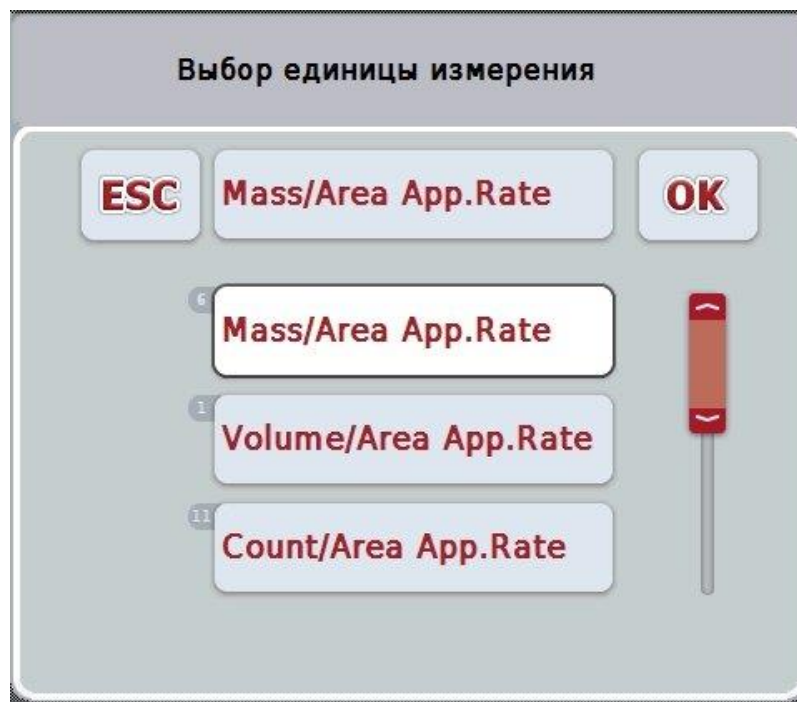 Выбор единицы измерения
ESC
Mass/Area App.Rate
OK
6
Mass/Area App.Rate
1
Volume/Area App.Rate
11
Count/Area App.Rate